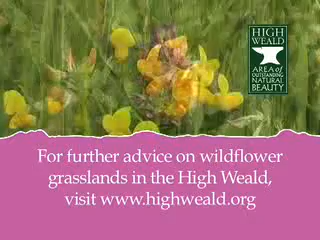 HIGH
WEALD
AREA of
OUTSTANDING
NATURAL
BEAUTY
For further advice on wildflower
grasslands in the High Weald,
visit www.highweald.org